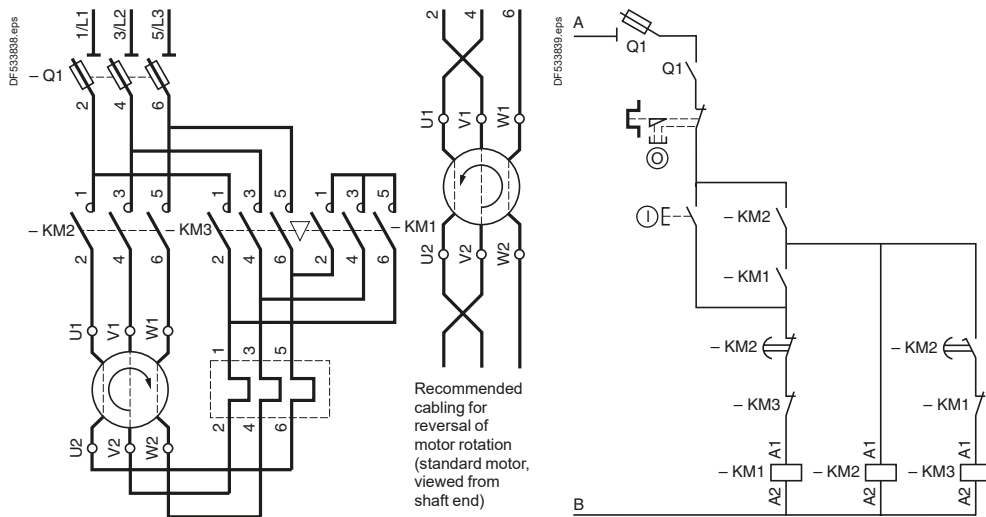 DF533838.eps
1/L1 3/L2 5/L3
– Q1
2 4 6
1 3 5 1 3 5 1 3 5
– KM2 – KM3 – KM1
2 4 6 2 4 6 2 4 6
U1 V1 W1
1 3 5
2 4 6
U2 V2 W2
2 4 6
U1 V1 W1
U2 V2 W2
Recommended
cabling for
reversal of
motor rotation
(standard motor,
viewed from
shaft end)
DF533839.eps
A
Q1
Q1
O
I
– KM2
– KM1
– KM2 – KM2
– KM3 – KM1
A1 A1 A1
– KM1 – KM2 – KM3
A2 A2 A2
B